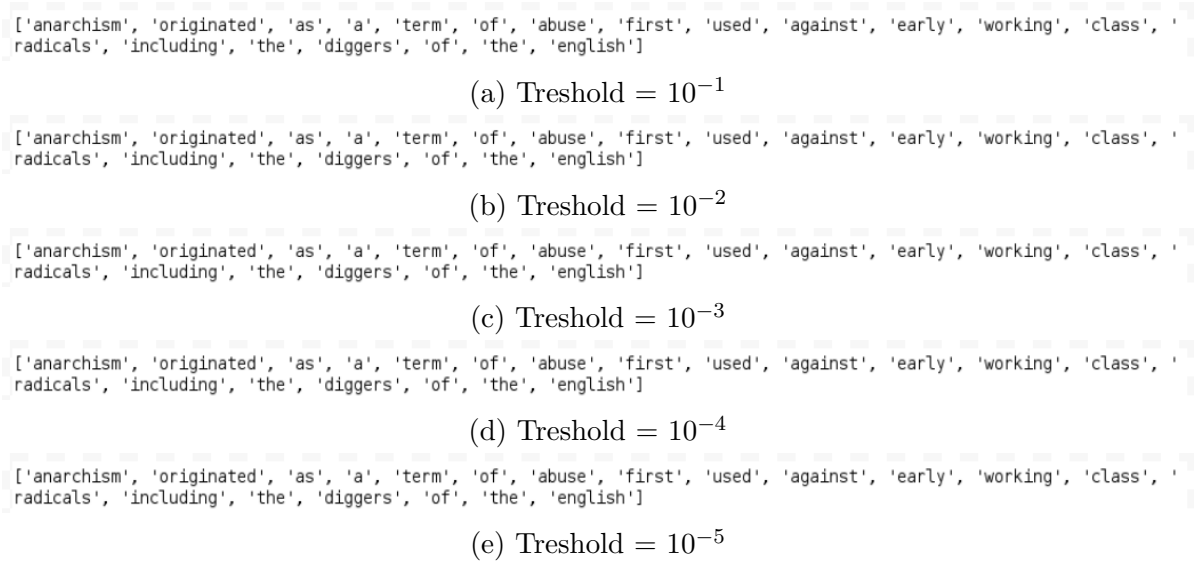 ['anarchism', 'originated', 'as', 'a', 'term', 'of', 'abuse', 'first', 'used', 'against', 'early', 'working', 'class', '
radicals', 'including', 'the', 'diggers', 'of', 'the', 'english']
(a) Treshold = 10⁻¹
['anarchism', 'originated', 'as', 'a', 'term', 'of', 'abuse', 'first', 'used', 'against', 'early', 'working', 'class', '
radicals', 'including', 'the', 'diggers', 'of', 'the', 'english']
(b) Treshold = 10⁻²
['anarchism', 'originated', 'as', 'a', 'term', 'of', 'abuse', 'first', 'used', 'against', 'early', 'working', 'class', '
radicals', 'including', 'the', 'diggers', 'of', 'the', 'english']
(c) Treshold = 10⁻³
['anarchism', 'originated', 'as', 'a', 'term', 'of', 'abuse', 'first', 'used', 'against', 'early', 'working', 'class', '
radicals', 'including', 'the', 'diggers', 'of', 'the', 'english']
(d) Treshold = 10⁻⁴
['anarchism', 'originated', 'as', 'a', 'term', 'of', 'abuse', 'first', 'used', 'against', 'early', 'working', 'class', '
radicals', 'including', 'the', 'diggers', 'of', 'the', 'english']
(e) Treshold = 10⁻⁵